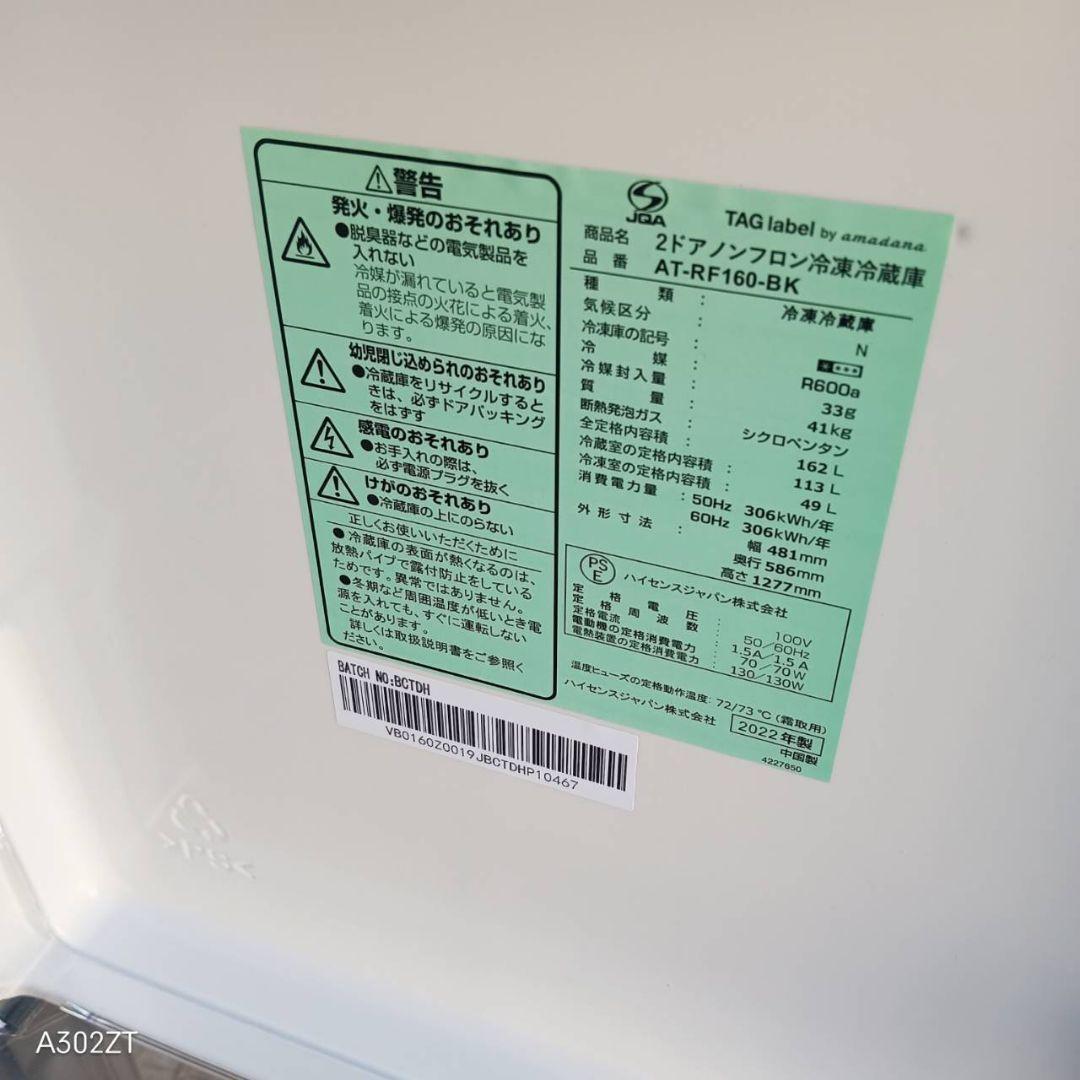 警告
発火・爆発のおそれあり
●脱臭器などの電気製品を
入れない
冷媒が漏れていると電気製
品の接点の火花による着火、
着火による爆発の原因にな
ります。
幼児閉じ込められのおそれあり
●冷蔵庫をリサイクルすると
きは、必ずドアパッキング
をはずす
感電のおそれあり
●お手入れの際は、
必ず電源プラグを抜く
けがのおそれあり
●冷蔵庫の上にのらない
正しくお使いいただくために
●冷蔵庫の表面が熱くなるのは、
放熱パイプで露付防止をしている
ためです。異常ではありません。
●冬期など周囲温度が低いとき電
源を入れても、すぐに運転しない
ことがあります。
詳しくは取扱説明書をご参照く
ださい。
JQA
TAG label by amadana
商品名 2ドアノンフロン冷凍冷蔵庫
品番 AT-RF160-BK
種類 : 冷凍冷蔵庫
気候区分 : N
冷凍庫の記号 :
冷媒 : R600a
冷媒封入量 : 33g
質量 : 41kg
断熱発泡ガス : シクロペンタン
全定格内容積 : 162 L
冷蔵室の定格内容積 : 113 L
冷凍室の定格内容積 : 49 L
消費電力量 : 50Hz 306kWh/年
60Hz 306kWh/年
外形寸法 : 幅 481mm
奥行 586mm
高さ 1277mm
PSE ハイセンスジャパン株式会社
定格電圧 : 100V
定格周波数 : 50/60Hz
定格電流 : 1.5A/1.5A
電動機の定格消費電力 : 70/70W
電熱装置の定格消費電力 : 130/130W
温度ヒューズの定格動作温度: 72/73℃(霜取用)
ハイセンスジャパン株式会社 2022年製
中国製
4227650
BATCH NO:BCTDH
VB0160Z0019JBCTDHP10467
>PS<
A302ZT